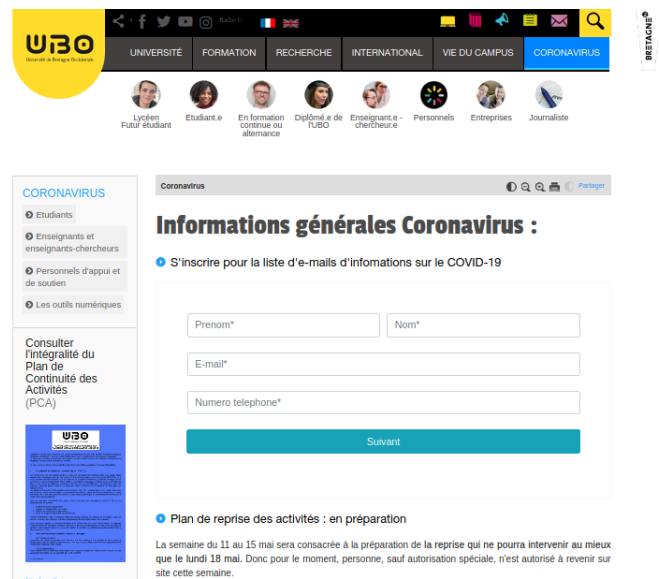 UBO
Université de Bretagne Occidentale
Radio U
BRETAGNE
UNIVERSITÉ FORMATION RECHERCHE INTERNATIONAL VIE DU CAMPUS CORONAVIRUS
Lycéen
Futur étudiant
Etudiant.e
En formation
continue ou
alternance
Diplômé.e de
l'UBO
Enseignant.e -
chercheur.e
Personnels
Entreprises
Journaliste
CORONAVIRUS
Etudiants
Enseignants et
enseignants-chercheurs
Personnels d'appui et
de soutien
Les outils numériques
Consulter
l'intégralité du
Plan de
Continuité des
Activités
(PCA)
UBO
Coronavirus
Partager
Informations générales Coronavirus :
S'inscrire pour la liste d'e-mails d'infomations sur le COVID-19
Prenom* Nom*
E-mail*
Numero telephone*
Suivant
Plan de reprise des activités : en préparation
La semaine du 11 au 15 mai sera consacrée à la préparation de la reprise qui ne pourra intervenir au mieux
que le lundi 18 mai. Donc pour le moment, personne, sauf autorisation spéciale, n'est autorisé à revenir sur
site cette semaine.